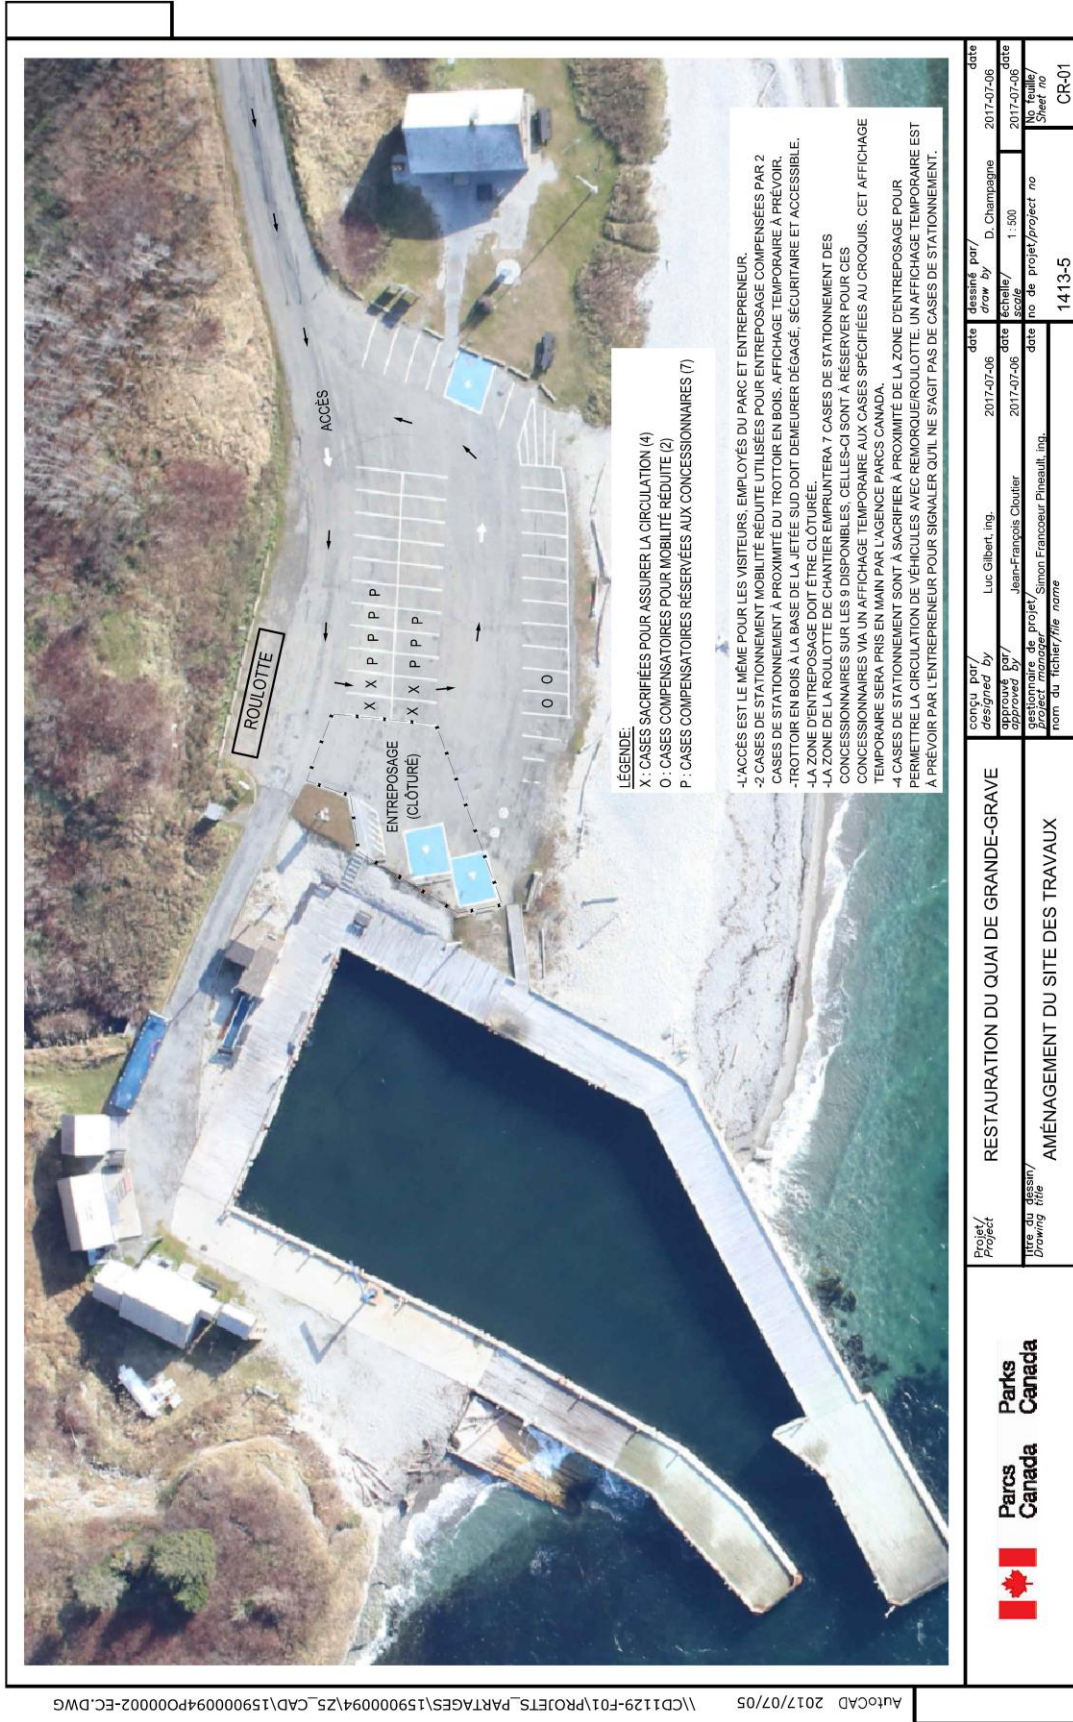 ACCÈS
ROULOTTE
X X P P P P
X X P P P
ENTREPOSAGE
(CLÔTURÉ)
O O
LÉGENDE:
X : CASES SACRIFIÉES POUR ASSURER LA CIRCULATION (4)
O : CASES COMPENSATOIRES POUR MOBILITÉ RÉDUITE (2)
P : CASES COMPENSATOIRES RÉSERVÉES AUX CONCESSIONNAIRES (7)
-L'ACCÈS EST LE MÊME POUR LES VISITEURS, EMPLOYÉS DU PARC ET ENTREPRENEUR.
-2 CASES DE STATIONNEMENT MOBILITÉ RÉDUITE UTILISÉES POUR ENTREPOSAGE COMPENSÉES PAR 2
CASES DE STATIONNEMENT À PROXIMITÉ DU TROTTOIR EN BOIS. AFFICHAGE TEMPORAIRE À PRÉVOIR.
-TROTTOIR EN BOIS À LA BASE DE LA JETÉE SUD DOIT DEMEURER DÉGAGÉ, SÉCURITAIRE ET ACCESSIBLE.
-LA ZONE D'ENTREPOSAGE DOIT ÊTRE CLÔTURÉE.
-LA ZONE DE LA ROULOTTE DE CHANTIER EMPRUNTERA 7 CASES DE STATIONNEMENT DES
CONCESSIONNAIRES SUR LES 9 DISPONIBLES, CELLES-CI SONT À RÉSERVER POUR CES
CONCESSIONNAIRES VIA UN AFFICHAGE TEMPORAIRE AUX CASES SPÉCIFIÉES AU CROQUIS. CET AFFICHAGE
TEMPORAIRE SERA PRIS EN MAIN PAR L'AGENCE PARCS CANADA.
-4 CASES DE STATIONNEMENT SONT À SACRIFIER À PROXIMITÉ DE LA ZONE D'ENTREPOSAGE POUR
PERMETTRE LA CIRCULATION DE VÉHICULES AVEC REMORQUE/ROULOTTE. UN AFFICHAGE TEMPORAIRE EST
À PRÉVOIR PAR L'ENTREPRENEUR POUR SIGNALER QU'IL NE S'AGIT PAS DE CASES DE STATIONNEMENT.
Parcs Canada
Parks Canada
Projet/
Project
RESTAURATION DU QUAI DE GRANDE-GRAVE
titre du dessin/
Drawing title
AMÉNAGEMENT DU SITE DES TRAVAUX
conçu par/
designed by
Luc Gilbert, ing.
date
2017-07-06
approuvé par/
approved by
Jean-François Cloutier
date
2017-07-06
gestionnaire de projet/
project manager
Simon Francoeur Pineault, ing.
date
nom du fichier/file name
dessiné par/
draw by
D. Champagne
date
2017-07-06
échelle/
scale
1 : 500
date
2017-07-06
no de projet/project no
1413-5
No feuille/
Sheet no
CR-01
AutoCAD 2017/07/05 \\CD1129-F01\PROJETS_PARTAGES\159000094\Z5_CAD\159000094PO000002-EC.DWG